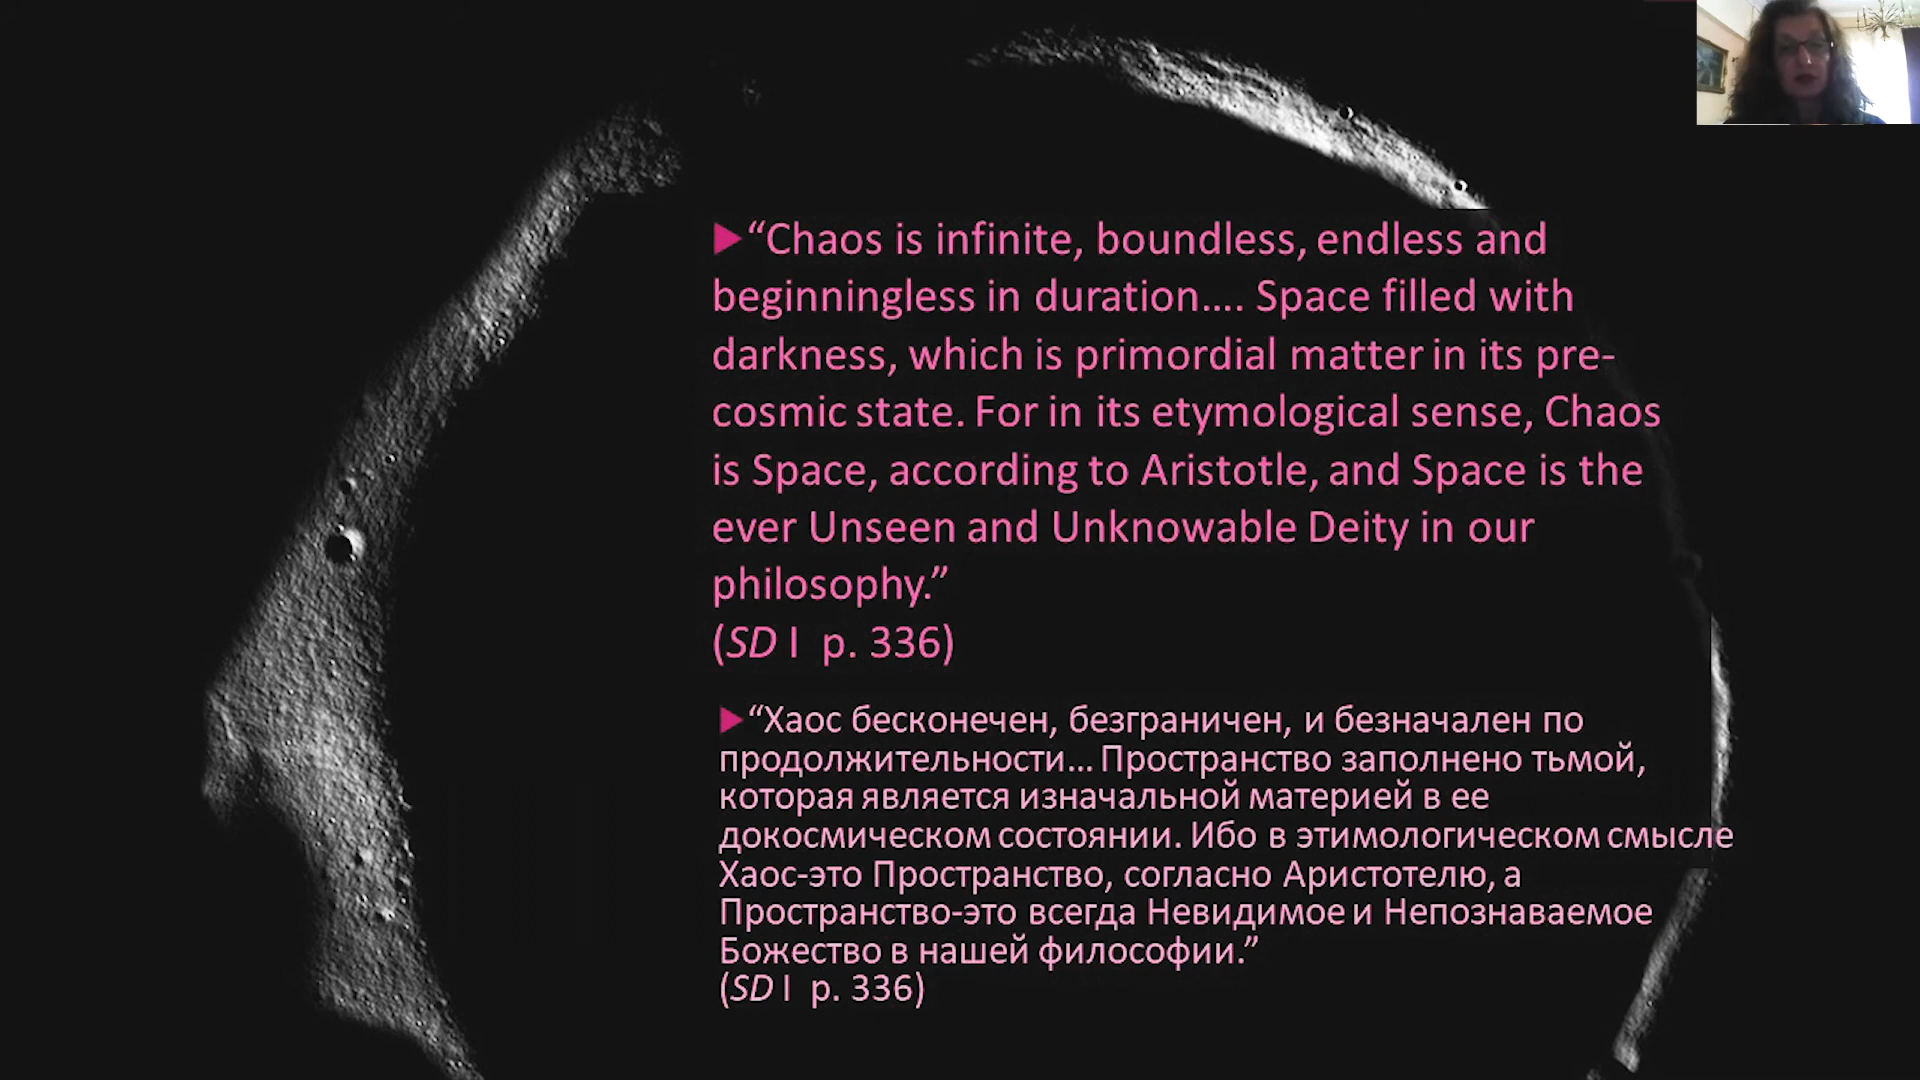 “Chaos is infinite, boundless, endless and
beginningless in duration…. Space filled with
darkness, which is primordial matter in its pre-
cosmic state. For in its etymological sense, Chaos
is Space, according to Aristotle, and Space is the
ever Unseen and Unknowable Deity in our
philosophy.”
(SD I p. 336)
“Хаос бесконечен, безграничен, и безначален по
продолжительности… Пространство заполнено тьмой,
которая является изначальной материей в ее
докосмическом состоянии. Ибо в этимологическом смысле
Хаос-это Пространство, согласно Аристотелю, а
Пространство-это всегда Невидимое и Непознаваемое
Божество в нашей философии.”
(SD I p. 336)